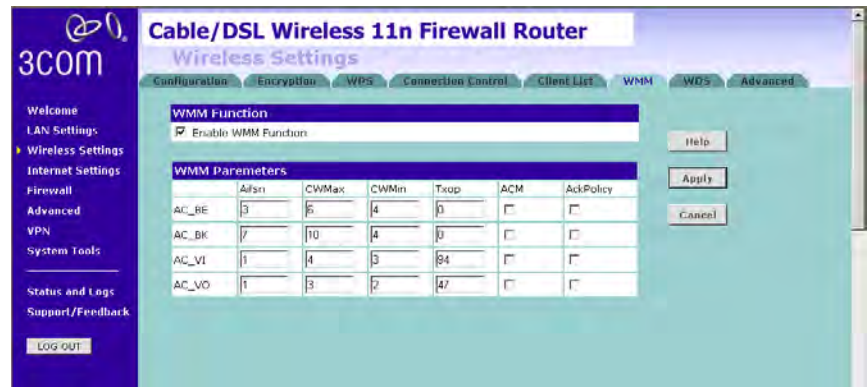 3COM
Cable/DSL Wireless 11n Firewall Router
Wireless Settings
Configuration Encryption WPS Connection Control Client List WMM WDS Advanced
Welcome
LAN Settings
Wireless Settings
Internet Settings
Firewall
Advanced
VPN
System Tools
Status and Logs
Support/Feedback
LOG OUT
WMM Function
Enable WMM Function
WMM Paremeters
Aifsn CWMax CWMin Txop ACM AckPolicy
AC_BE 3 6 4 0
AC_BK 7 10 4 0
AC_VI 1 4 3 94
AC_VO 1 3 2 47
Help
Apply
Cancel